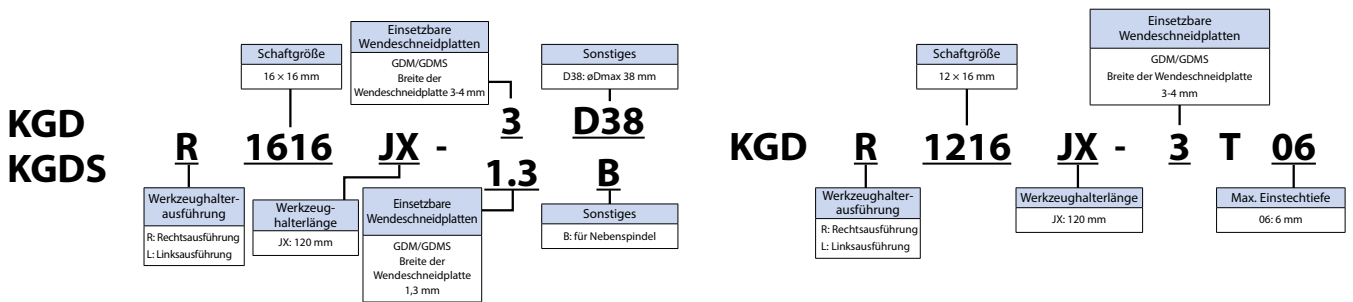 Schaftgröße
16 × 16 mm
Einsetzbare
Wendeschneidplatten
GDM/GDMS
Breite der
Wendeschneidplatte 3-4 mm
Sonstiges
D38: øDmax 38 mm
KGD
KGDS
R
1616
JX -
3
D38
1.3
B
Werkzeughalter-
ausführung
R: Rechtsausführung
L: Linksausführung
Werkzeug-
halterlänge
JX: 120 mm
Einsetzbare
Wendeschneidplatten
GDM/GDMS
Breite der
Wendeschneidplatte
1,3 mm
Sonstiges
B: für Nebenspindel
Schaftgröße
12 × 16 mm
Einsetzbare
Wendeschneidplatten
GDM/GDMS
Breite der Wendeschneidplatte
3-4 mm
KGD R 1216 JX - 3 T 06
Werkzeughalter-
ausführung
R: Rechtsausführung
L: Linksausführung
Werkzeughalterlänge
JX: 120 mm
Max. Einstechtiefe
06: 6 mm